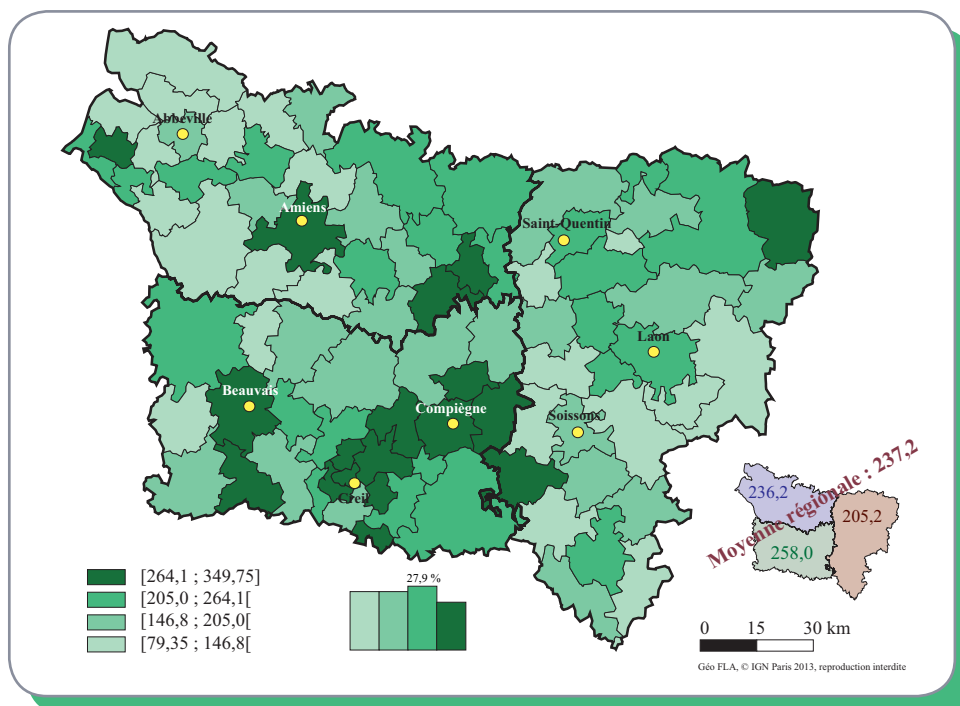 Abbeville
Amiens
Saint-Quentin
Laon
Beauvais
Compiègne
Soissons
Creil
Moyenne régionale : 237,2
236,2
205,2
258,0
[264,1 ; 349,75]
[205,0 ; 264,1[
[146,8 ; 205,0[
[79,35 ; 146,8[
27,9 %
0 15 30 km
Géo FLA, © IGN Paris 2013, reproduction interdite